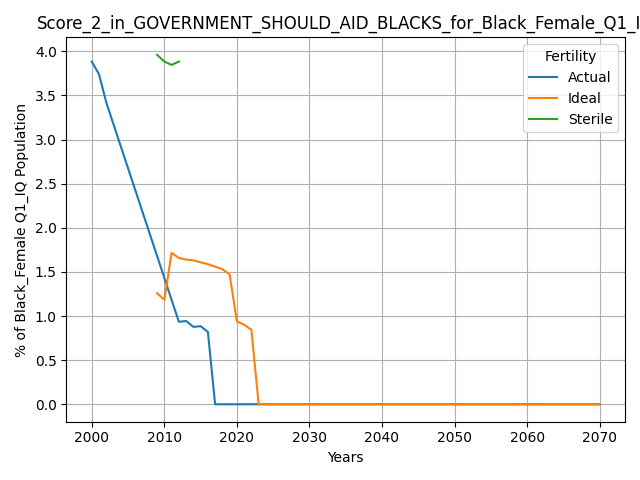 Score_2_in_GOVERNMENT_SHOULD_AID_BLACKS_for_Black_Female_Q1_I
Fertility
Actual
Ideal
Sterile
% of Black_Female Q1_IQ Population
4.0
3.5
3.0
2.5
2.0
1.5
1.0
0.5
0.0
2000 2010 2020 2030 2040 2050 2060 2070
Years